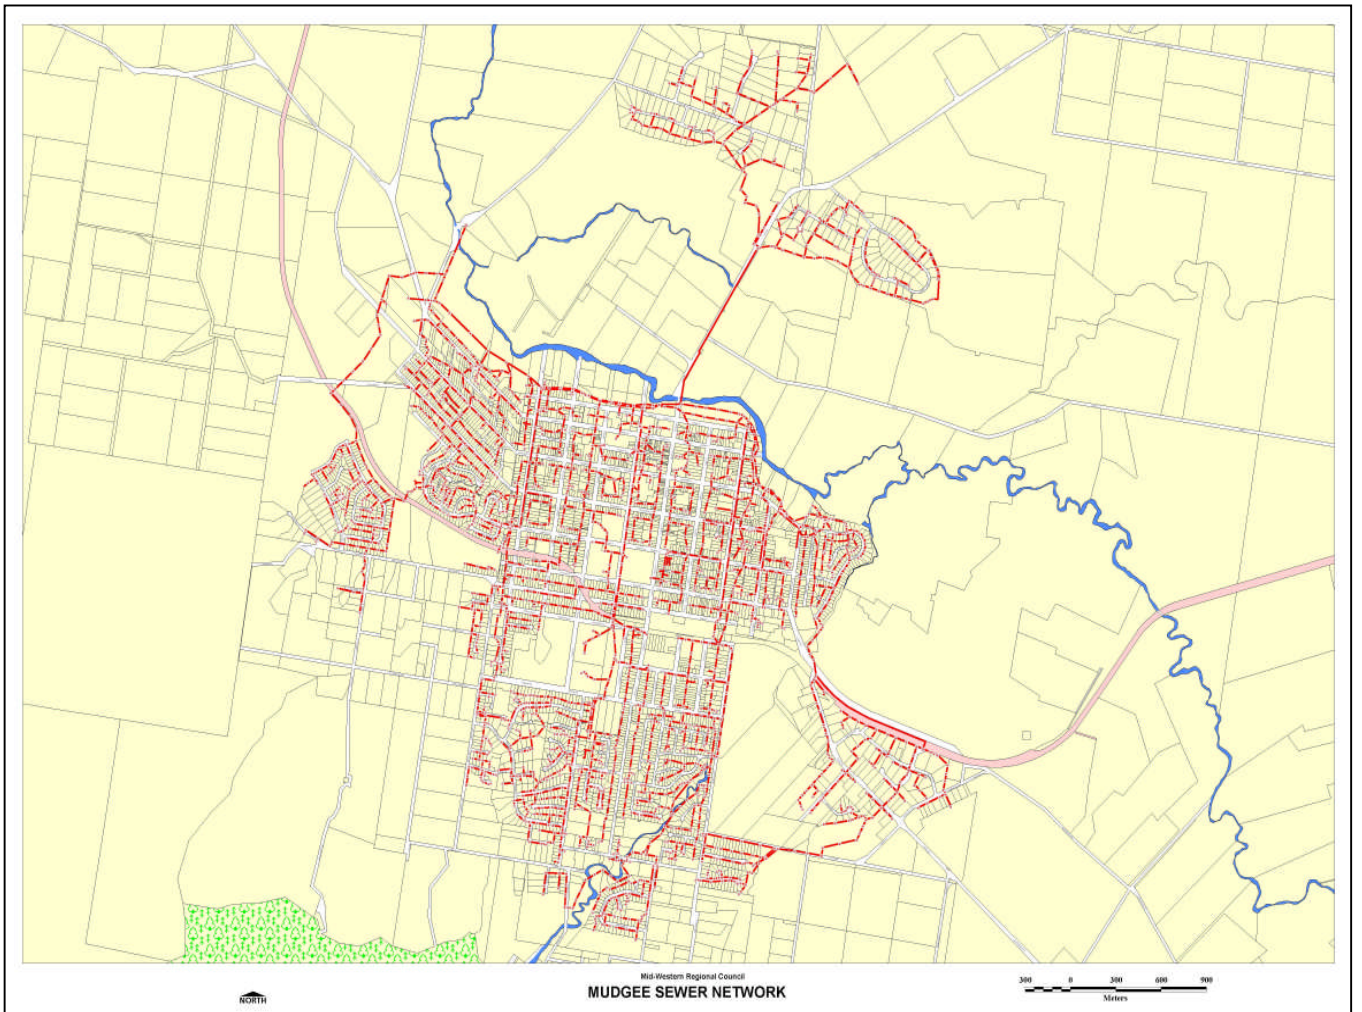 Mid-Western Regional Council
MUDGEE SEWER NETWORK
NORTH
300 0 300 600 900
Meters